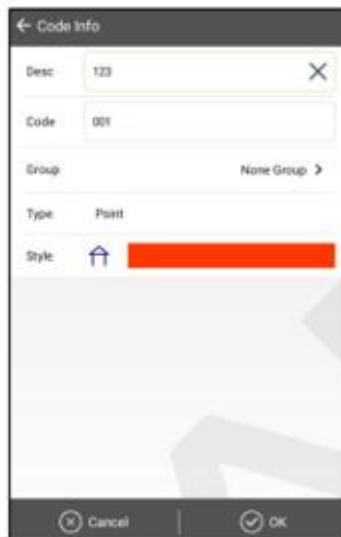 Code Info
Desc 123
Code 001
Group None Group
Type Point
Style
Cancel OK